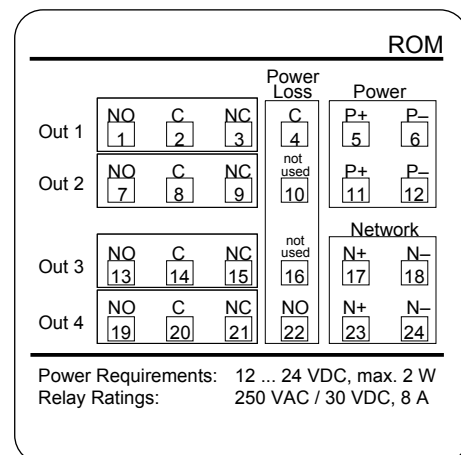 ROM
Power
Loss Power
NO C NC C P+ P–
Out 1 1 2 3 4 5 6
not
used
NO C NC P+ P–
Out 2 7 8 9 10 11 12
Network
not
used
NO C NC N+ N–
Out 3 13 14 15 16 17 18
NO C NC NO N+ N–
Out 4 19 20 21 22 23 24
Power Requirements: 12 ... 24 VDC, max. 2 W
Relay Ratings: 250 VAC / 30 VDC, 8 A